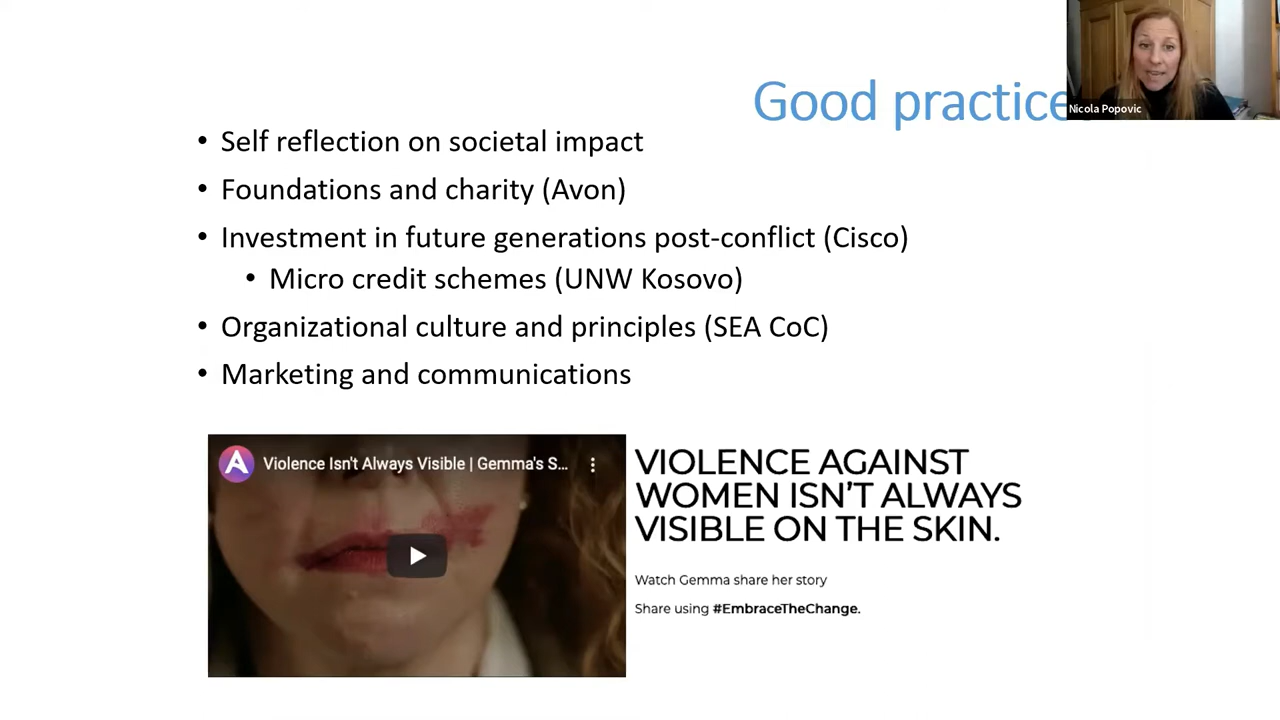 Good practice
Nicola Popovic
• Self reflection on societal impact
• Foundations and charity (Avon)
• Investment in future generations post-conflict (Cisco)
• Micro credit schemes (UNW Kosovo)
• Organizational culture and principles (SEA CoC)
• Marketing and communications
A
Violence Isn't Always Visible | Gemma's S...
VIOLENCE AGAINST
WOMEN ISN'T ALWAYS
VISIBLE ON THE SKIN.
Watch Gemma share her story
Share using #EmbraceTheChange.